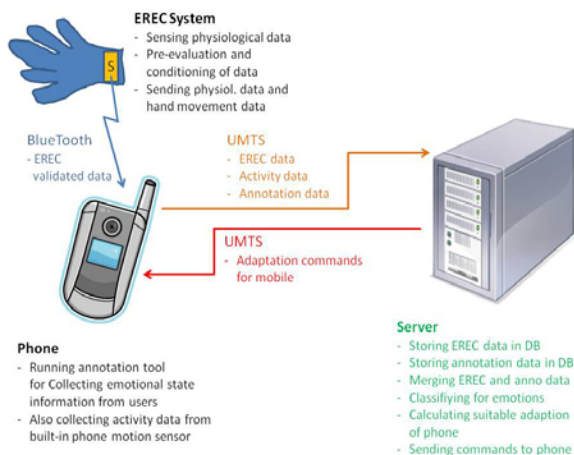 EREC System
- Sensing physiological data
- Pre-evaluation and
conditioning of data
- Sending physiol. data and
hand movement data
S
BlueTooth
- EREC
validated data
UMTS
- EREC data
- Activity data
- Annotation data
UMTS
- Adaptation commands
for mobile
Phone
- Running annotation tool
for Collecting emotional state
information from users
- Also collecting activity data from
built-in phone motion sensor
Server
- Storing EREC data in DB
- Storing annotation data in DB
- Merging EREC and anno data
- Classifiying for emotions
- Calculating suitable adaption
of phone
- Sending commands to phone